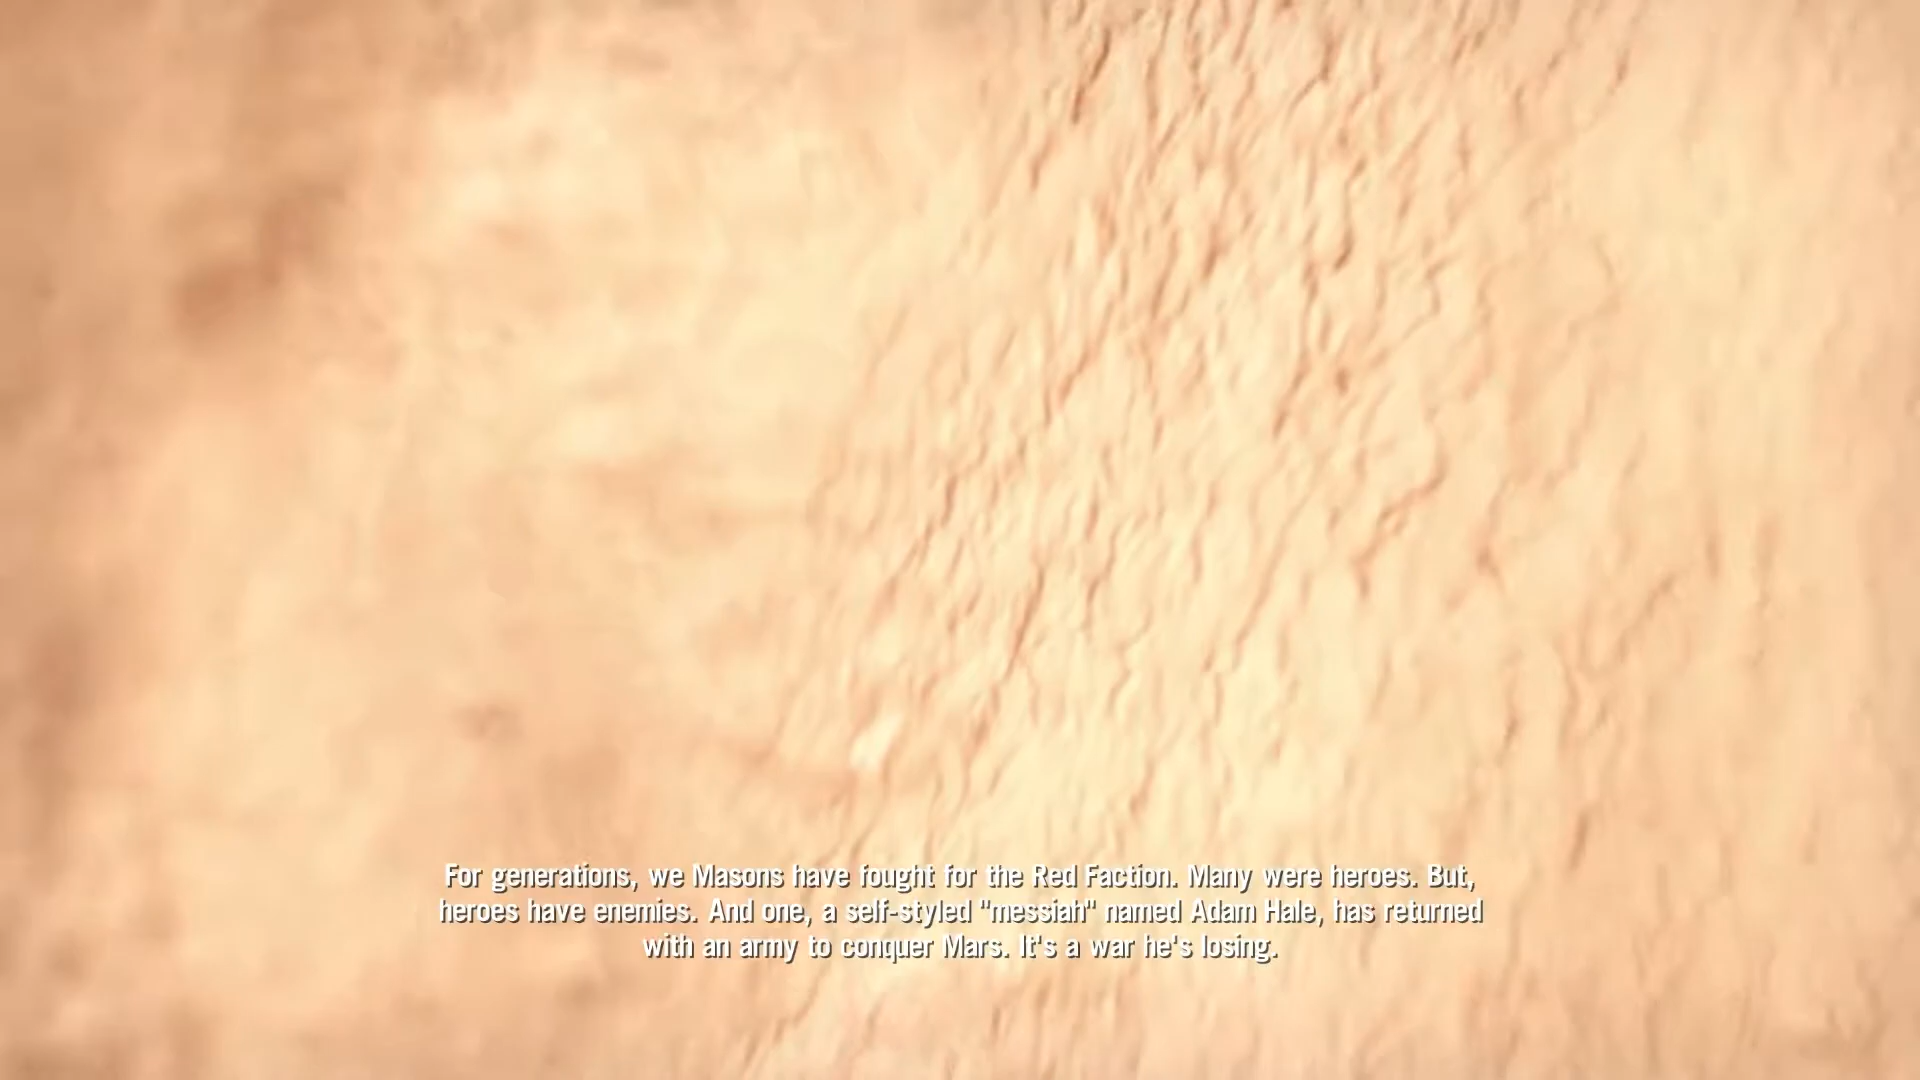 For generations, we Masons have fought for the Red Faction. Many were heroes. But,
heroes have enemies. And one, a self-styled "messiah" named Adam Hale, has returned
with an army to conquer Mars. It's a war he's losing.